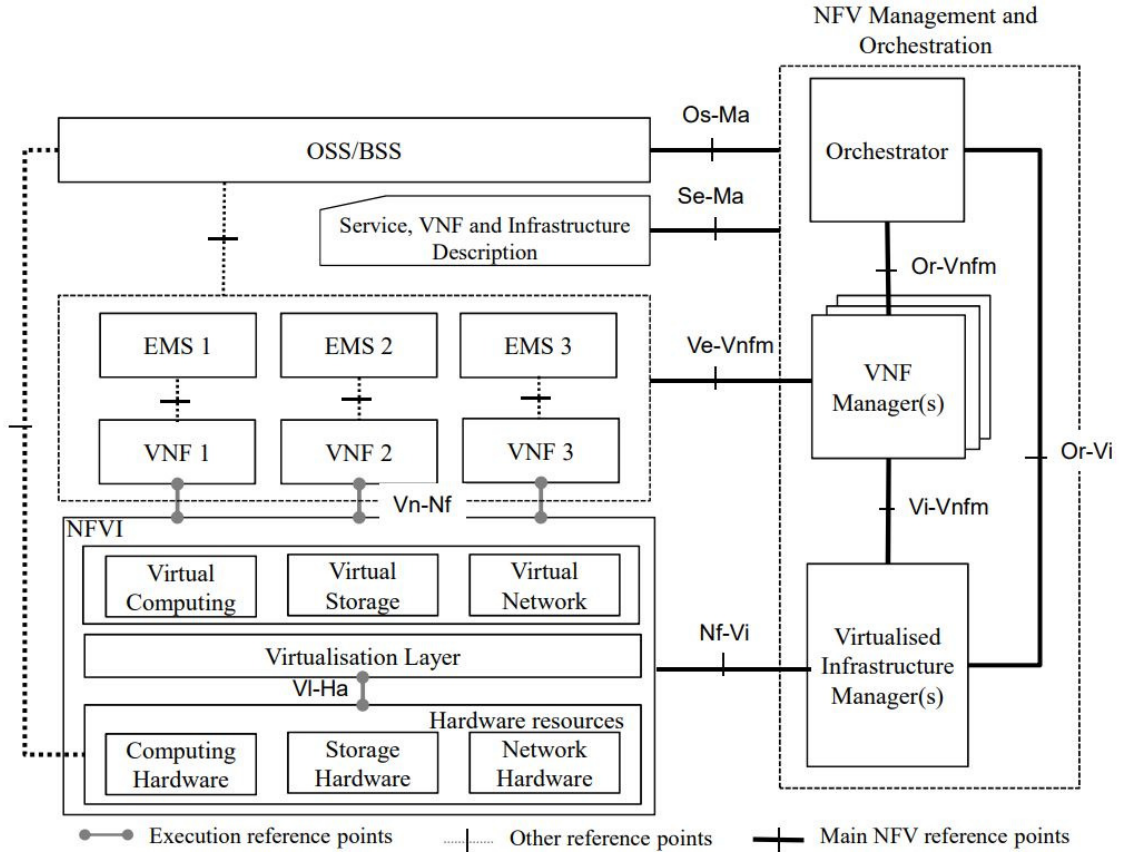 NFV Management and
Orchestration
Os-Ma
OSS/BSS
Orchestrator
Se-Ma
Service, VNF and Infrastructure
Description
Or-Vnfm
EMS 1
EMS 2
EMS 3
Ve-Vnfm
VNF
Manager(s)
VNF 1
VNF 2
VNF 3
Or-Vi
Vn-Nf
Vi-Vnfm
NFVI
Virtual
Computing
Virtual
Storage
Virtual
Network
Nf-Vi
Virtualised
Infrastructure
Manager(s)
Virtualisation Layer
Vl-Ha
Hardware resources
Computing
Hardware
Storage
Hardware
Network
Hardware
Execution reference points
Other reference points
Main NFV reference points